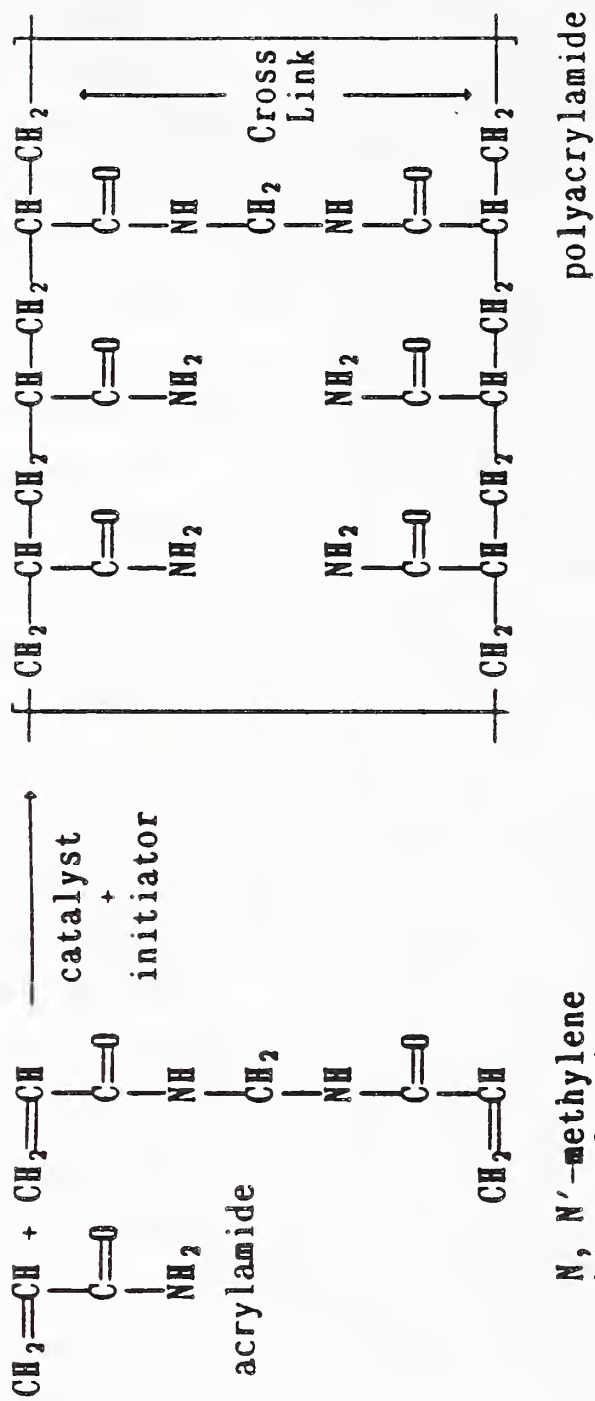 CH₂=CH + CH₂=CH
C=O
NH₂
acrylamide
C=O
NH
CH₂
NH
C=O
CH₂=CH
N, N'-methylene
catalyst
+
initiator
CH₂—CH—CH₂—CH—CH₂—CH—CH₂
C=O C=O C=O
NH₂ NH₂ NH
CH₂
NH₂ NH₂ NH
C=O C=O C=O
CH₂—CH—CH₂—CH—CH₂—CH—CH₂
Cross
Link
polyacrylamide